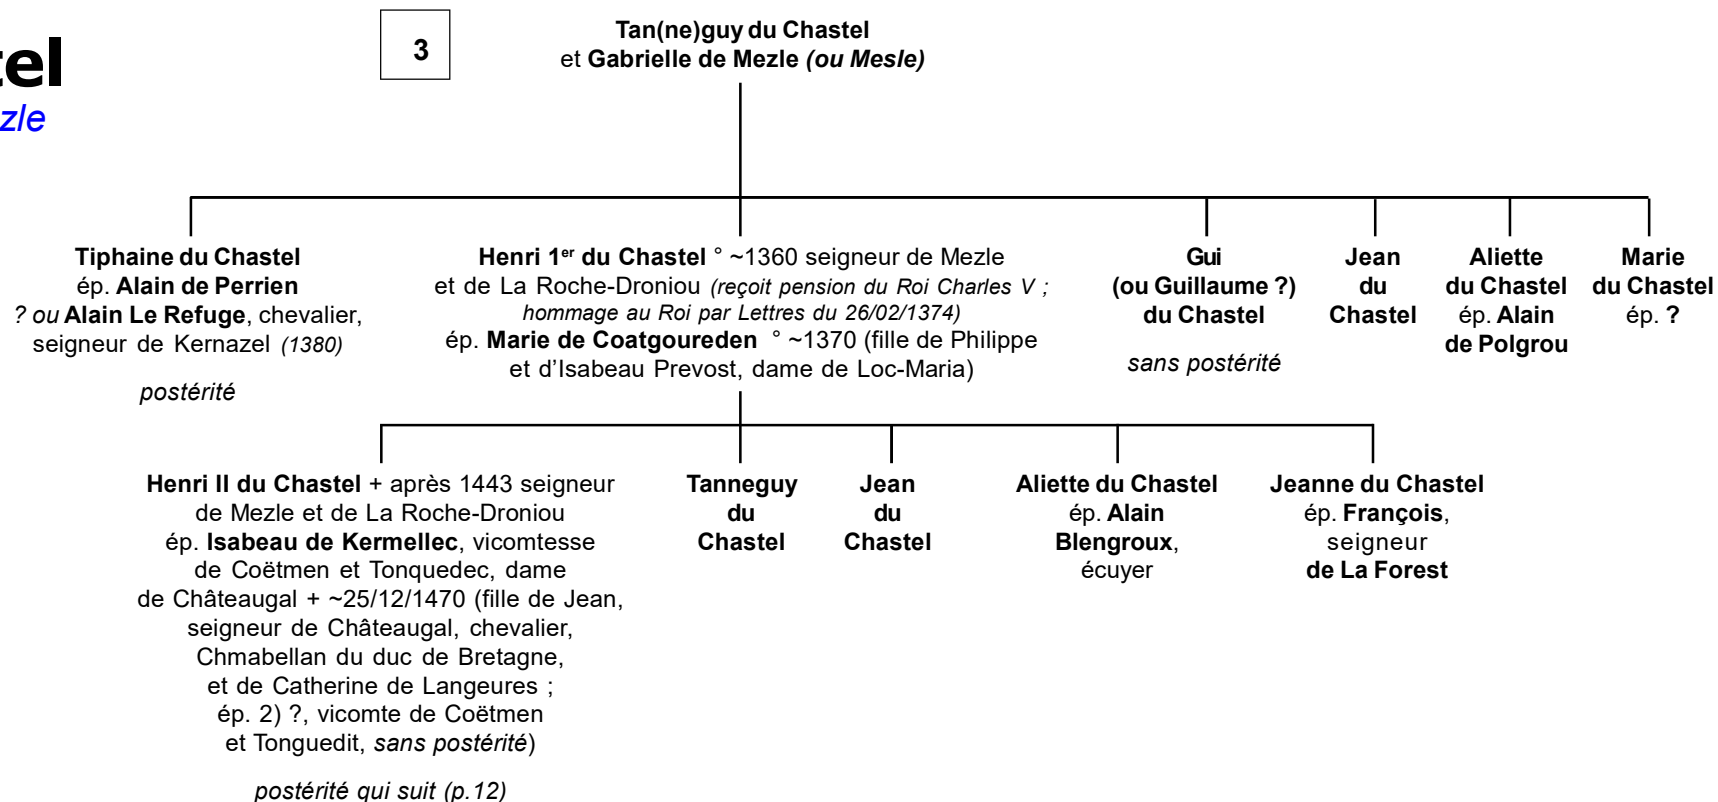 tel
zle
3
Tan(ne)guy du Chastel
et Gabrielle de Mezle (ou Mesle)
Tiphaine du Chastel
ép. Alain de Perrien
? ou Alain Le Refuge, chevalier,
seigneur de Kernazel (1380)
postérité
Henri 1er du Chastel ° ~1360 seigneur de Mezle
et de La Roche-Droniou (reçoit pension du Roi Charles V ;
hommage au Roi par Lettres du 26/02/1374)
ép. Marie de Coatgoureden ° ~1370 (fille de Philippe
et d'Isabeau Prevost, dame de Loc-Maria)
Gui
(ou Guillaume ?)
du Chastel
sans postérité
Jean
du
Chastel
Aliette
du Chastel
ép. Alain
de Polgrou
Marie
du Chastel
ép. ?
Henri II du Chastel + après 1443 seigneur
de Mezle et de La Roche-Droniou
ép. Isabeau de Kermellec, vicomtesse
de Coëtmen et Tonquedec, dame
de Châteaugal + ~25/12/1470 (fille de Jean,
seigneur de Châteaugal, chevalier,
Chmabellan du duc de Bretagne,
et de Catherine de Langeures ;
ép. 2) ?, vicomte de Coëtmen
et Tonguedit, sans postérité)
postérité qui suit (p.12)
Tanneguy
du
Chastel
Jean
du
Chastel
Aliette du Chastel
ép. Alain
Blengroux,
écuyer
Jeanne du Chastel
ép. François,
seigneur
de La Forest